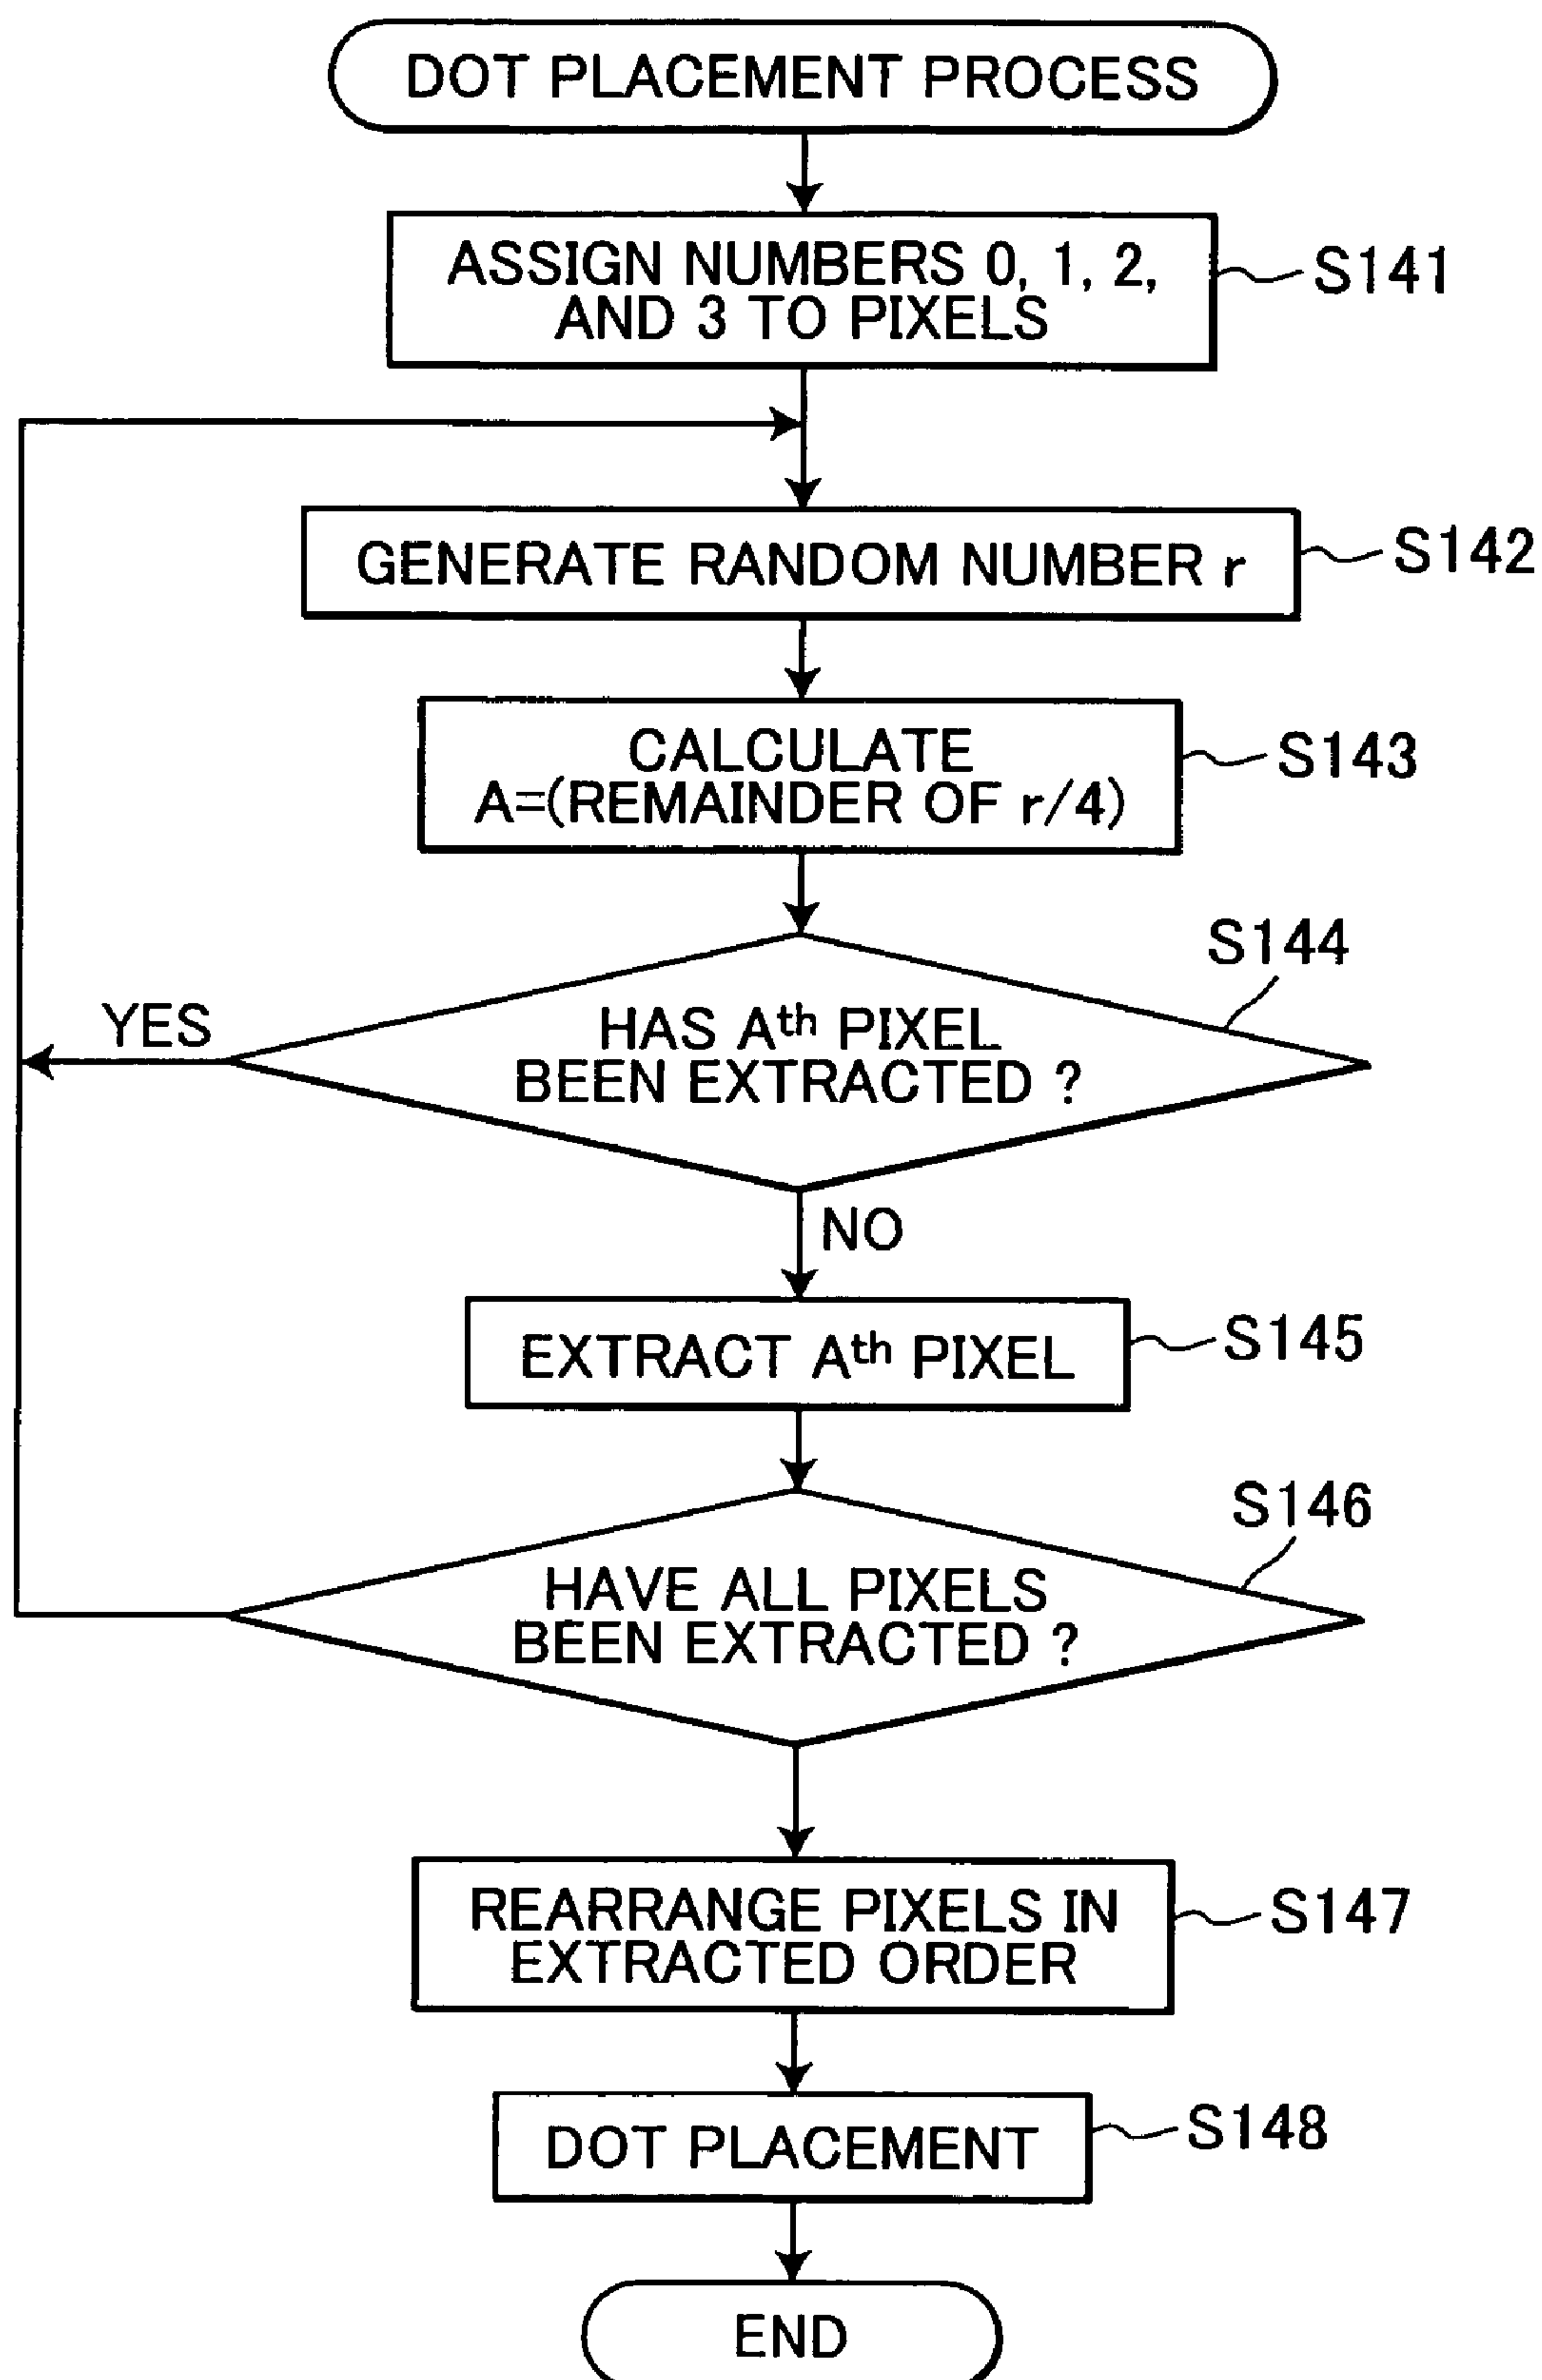 DOT PLACEMENT PROCESS
ASSIGN NUMBERS 0, 1, 2,
AND 3 TO PIXELS
S141
GENERATE RANDOM NUMBER r
S142
CALCULATE
A=(REMAINDER OF r/4)
S143
S144
HAS Ath PIXEL
BEEN EXTRACTED ?
YES
NO
EXTRACT Ath PIXEL
S145
S146
HAVE ALL PIXELS
BEEN EXTRACTED ?
REARRANGE PIXELS IN
EXTRACTED ORDER
S147
DOT PLACEMENT
S148
END